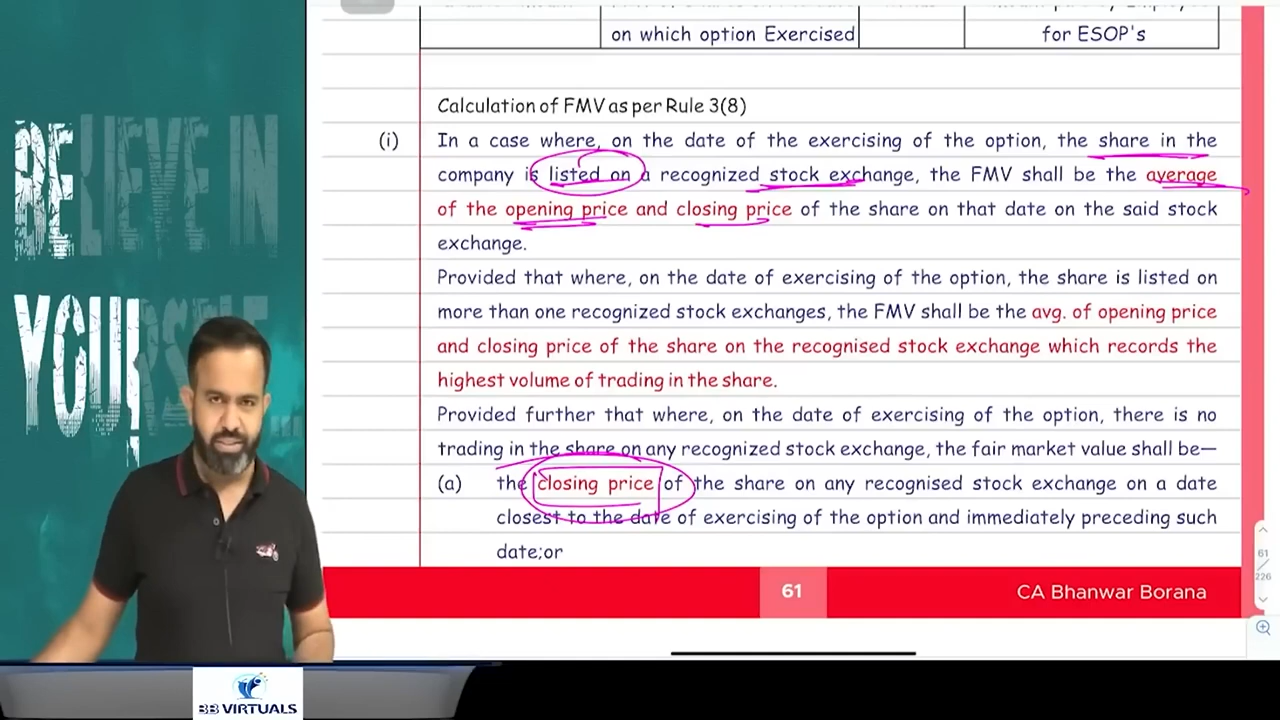 on which option Exercised
for ESOP's
Calculation of FMV as per Rule 3(8)
(i) In a case where, on the date of the exercising of the option, the share in the
company is listed on a recognized stock exchange, the FMV shall be the average
of the opening price and closing price of the share on that date on the said stock
exchange.
Provided that where, on the date of exercising of the option, the share is listed on
more than one recognized stock exchanges, the FMV shall be the avg. of opening price
and closing price of the share on the recognised stock exchange which records the
highest volume of trading in the share.
Provided further that where, on the date of exercising of the option, there is no
trading in the share on any recognized stock exchange, the fair market value shall be—
(a) the closing price of the share on any recognised stock exchange on a date
closest to the date of exercising of the option and immediately preceding such
date;or
61
CA Bhanwar Borana
61
226
BELIEVE IN
BB VIRTUALS